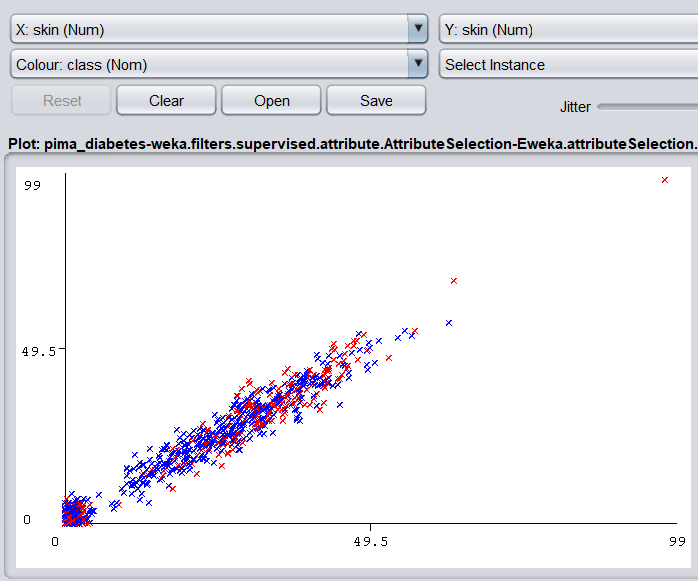 X: skin (Num) Y: skin (Num)
Colour: class (Nom) Select Instance
Reset Clear Open Save Jitter
Plot: pima_diabetes-weka.filters.supervised.attribute.AttributeSelection-Eweka.attributeSelection.
99
49.5
0
0 49.5 99